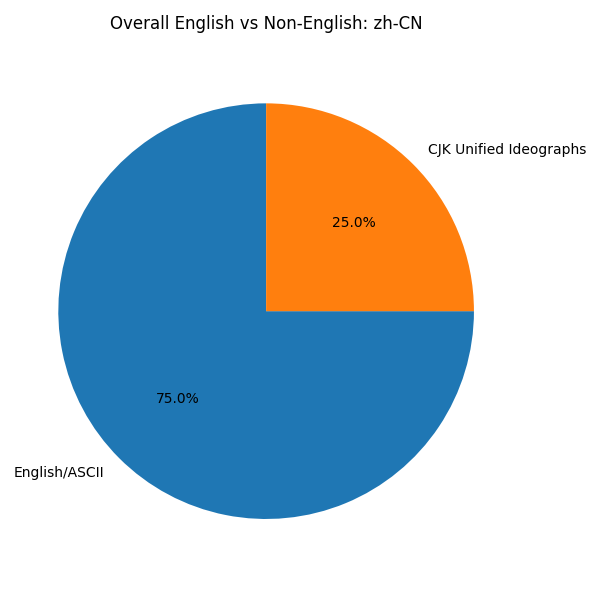 Overall English vs Non-English: zh-CN
CJK Unified Ideographs
25.0%
75.0%
English/ASCII